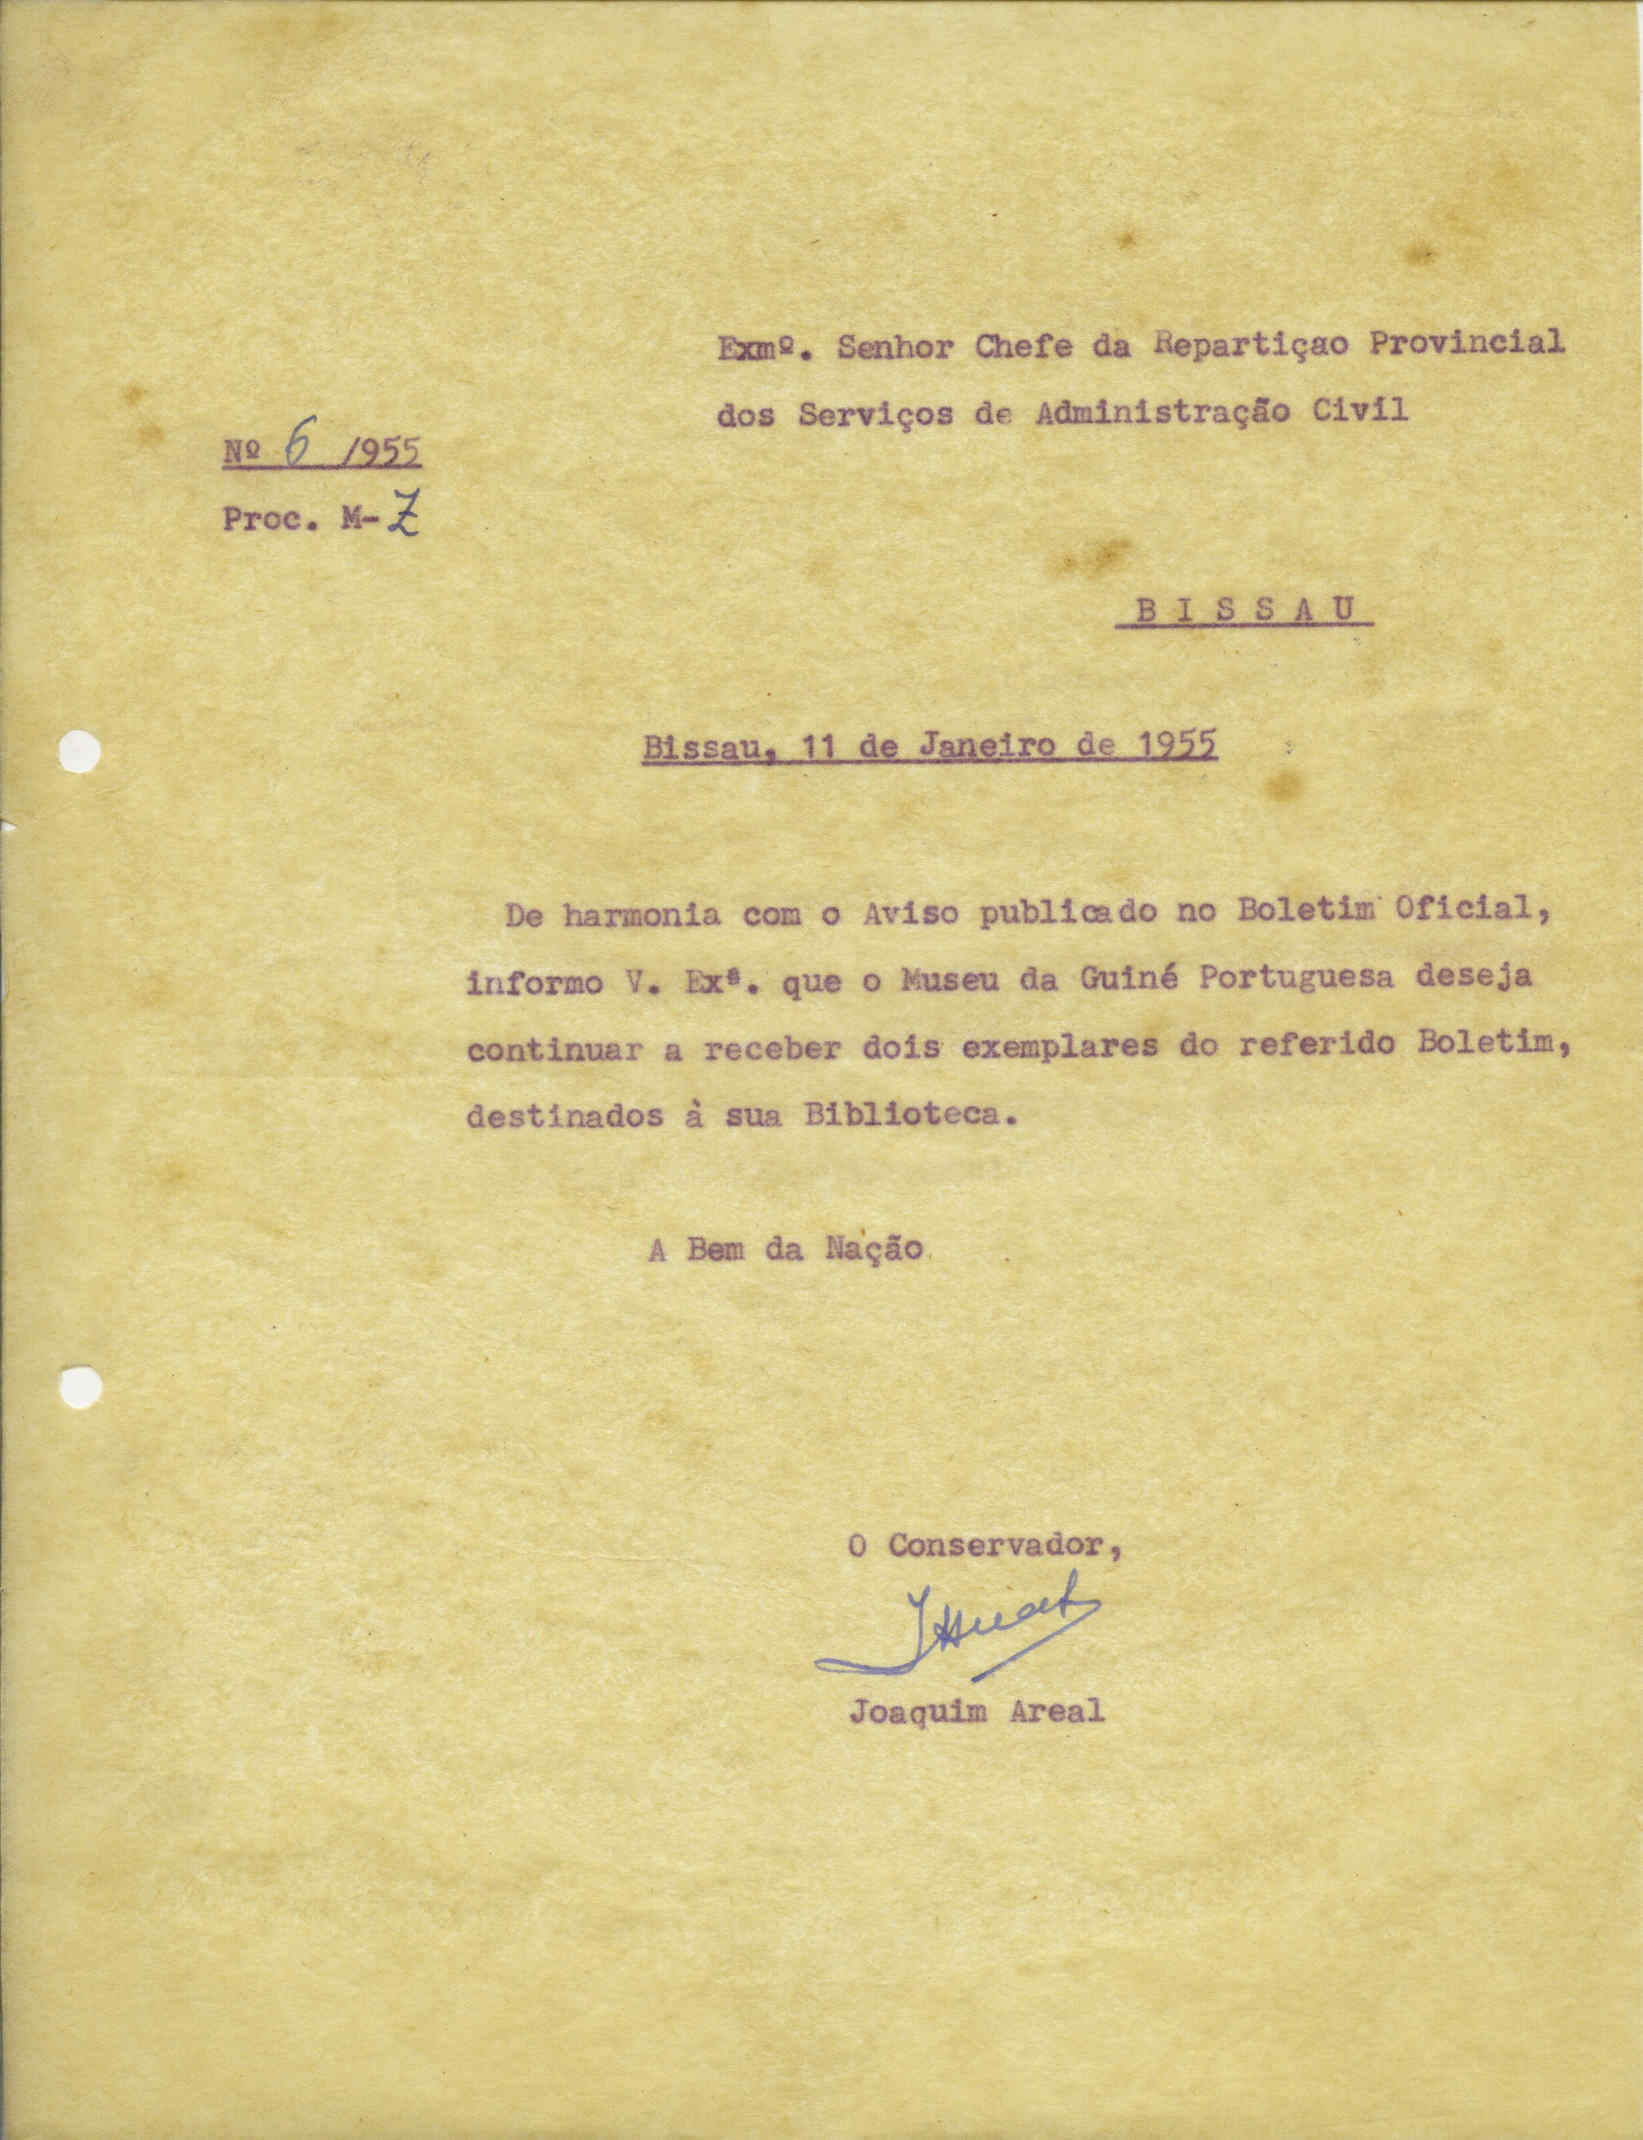 Exmº. Senhor Chefe da Repartiçao Provincial
dos Serviços de Administração Civil
Nº 6 /1955
Proc. M-Z
B I S S A U
Bissau, 11 de Janeiro de 1955
De harmonia com o Aviso publicado no Boletim Oficial,
informo V. Exª. que o Museu da Guiné Portuguesa deseja
continuar a receber dois exemplares do referido Boletim,
destinados à sua Biblioteca.
A Bem da Nação
O Conservador,
Joaquim Areal